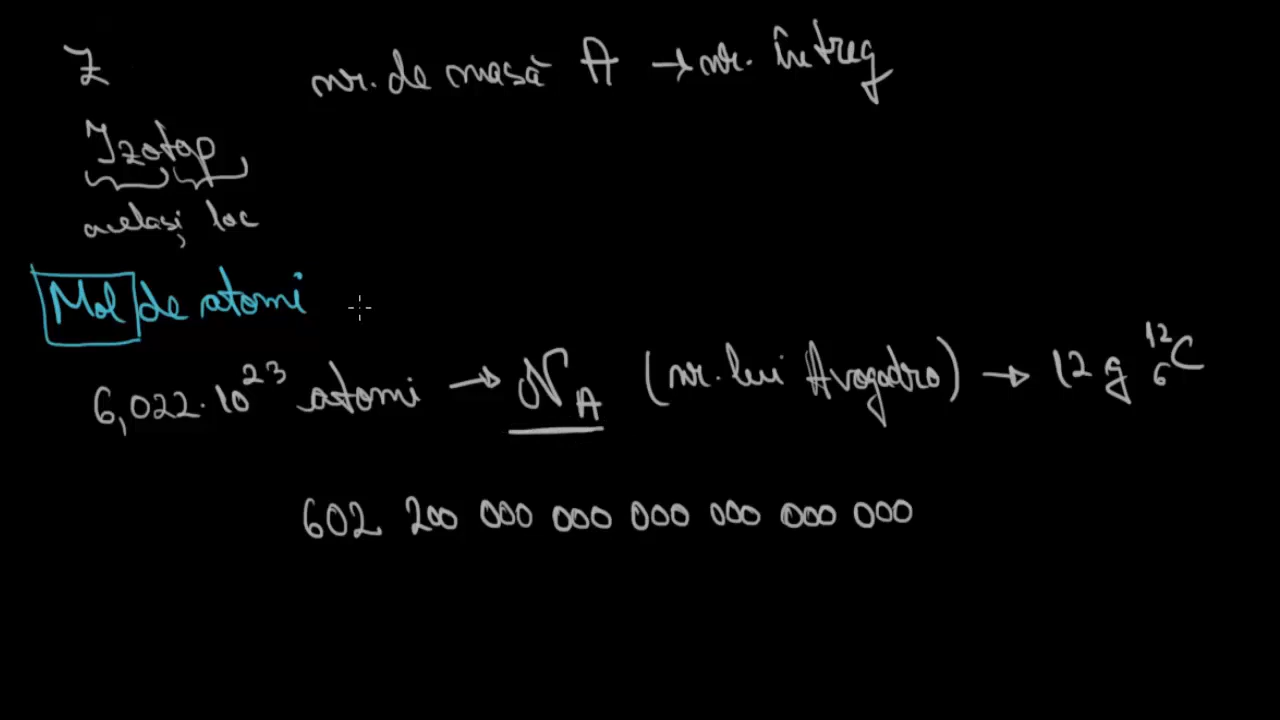 Z nr. de masă A → nr. întreg
Izotop
același loc
Mol de atomi
6,022·10²³ atomi → N_A (nr. lui Avogadro) → 12 g ¹²₆C
602 200 000 000 000 000 000 000